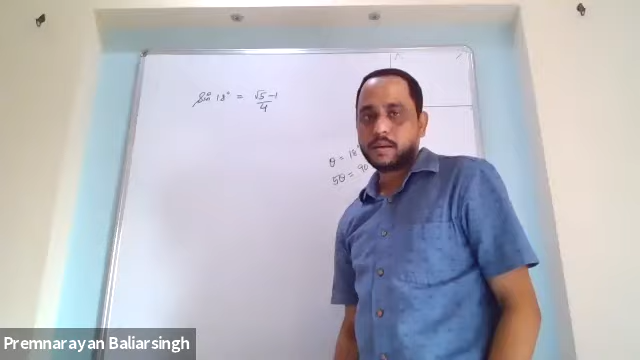 sin 18° = √5-1/4
θ = 18°
5θ = 90
Premnarayan Baliarsingh